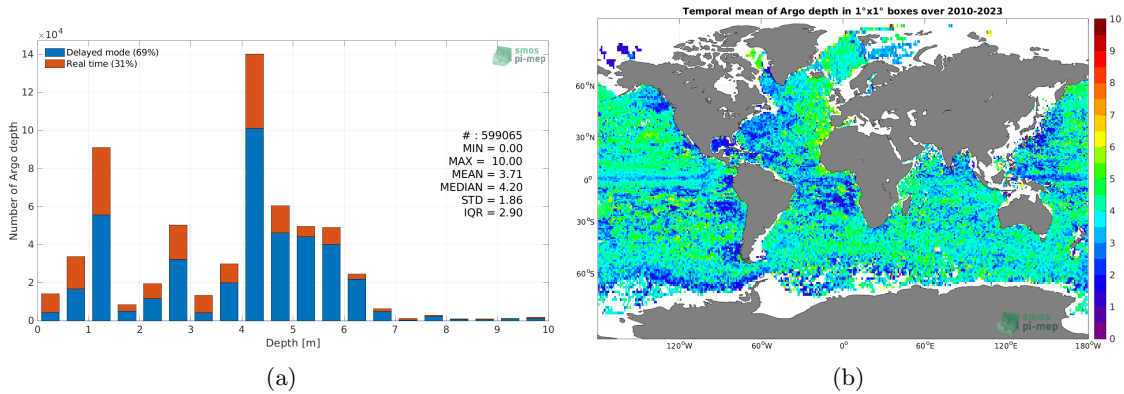 ×10⁴
14
12
10
8
6
4
2
0
Number of Argo depth
Delayed mode (69%)
Real time (31%)
smos
pi-mep
# : 599065
MIN = 0.00
MAX = 10.00
MEAN = 3.71
MEDIAN = 4.20
STD = 1.86
IQR = 2.90
0 1 2 3 4 5 6 7 8 9 10
Depth [m]
(a)
Temporal mean of Argo depth in 1°x1° boxes over 2010-2023
60°N
30°N
0°
30°S
60°S
120°W 60°W 0° 60°E 120°E 180°W
smos
pi-mep
10
9
8
7
6
5
4
3
2
1
0
(b)